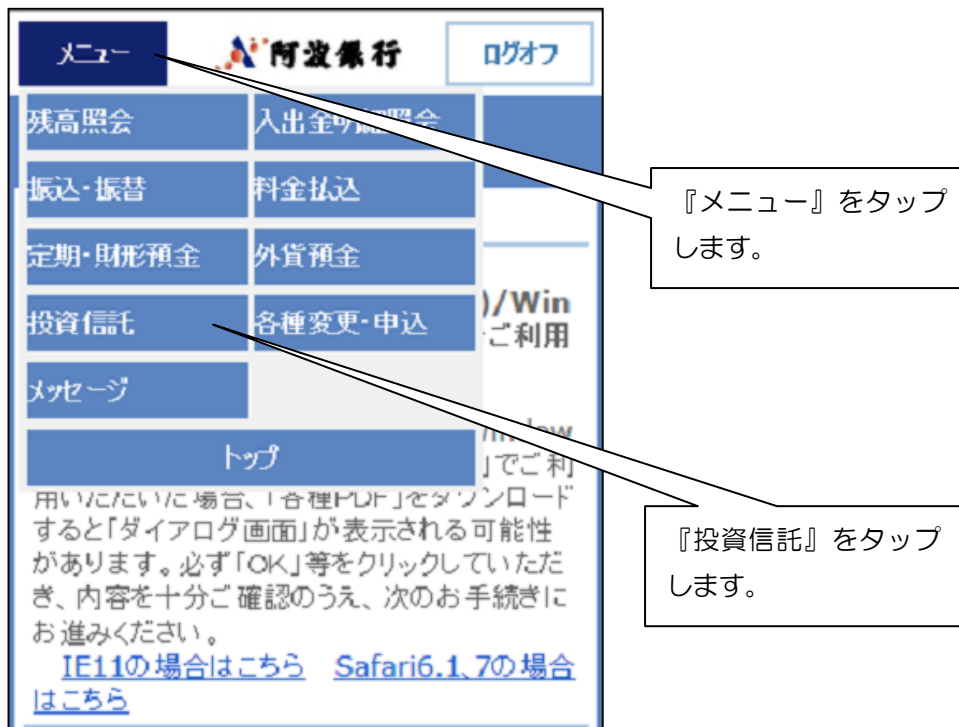 メニュー 阿波銀行 ログオフ
残高照会 入出金明細照会
振込・振替 料金払込
『メニュー』をタップ
します。
定期・財形預金 外貨預金
)/Win
投資信託 各種変更・申込
ご利用
メッセージ
トップ
」でご利
用いただいた場合、「各種PDF」をダウンロード
すると「ダイアログ画面」が表示される可能性
があります。必ず「OK」等をクリックしていただ
き、内容を十分ご確認のうえ、次のお手続きに
お進みください。
『投資信託』をタップ
します。
IE11の場合はこちら Safari6.1、7の場合
はこちら